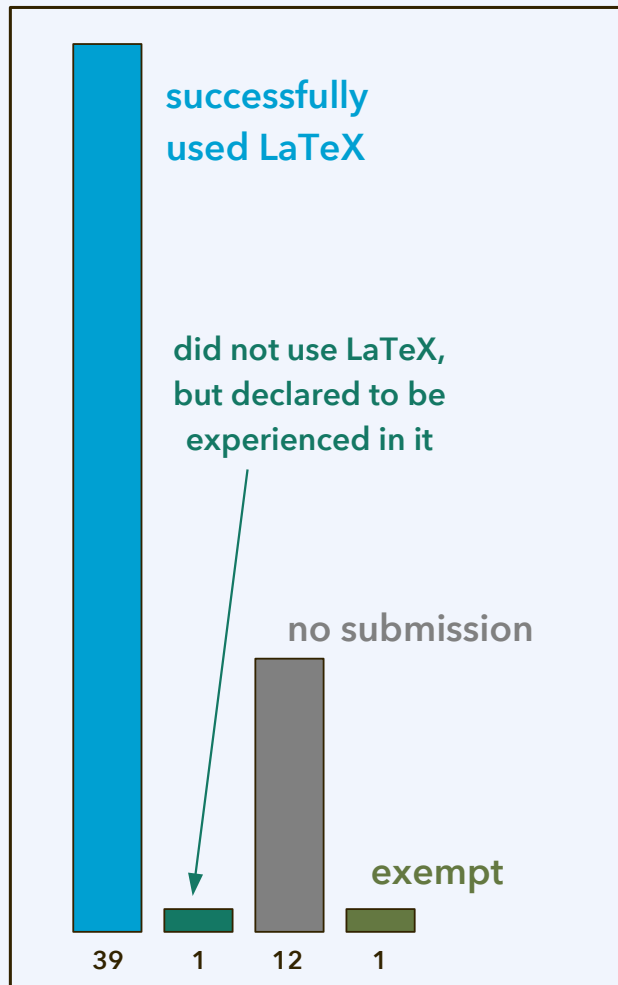 successfully
used LaTeX
did not use LaTeX,
but declared to be
experienced in it
no submission
exempt
39 1 12 1